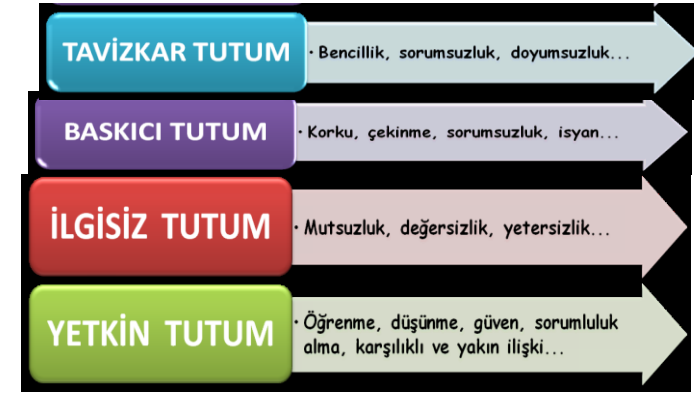 TAVİZKAR TUTUM
• Bencillik, sorumsuzluk, doyumsuzluk...
BASKICI TUTUM
• Korku, çekinme, sorumsuzluk, isyan...
İLGİSİZ TUTUM
• Mutsuzluk, değersizlik, yetersizlik...
YETKİN TUTUM
• Öğrenme, düşünme, güven, sorumluluk
alma, karşılıklı ve yakın ilişki...